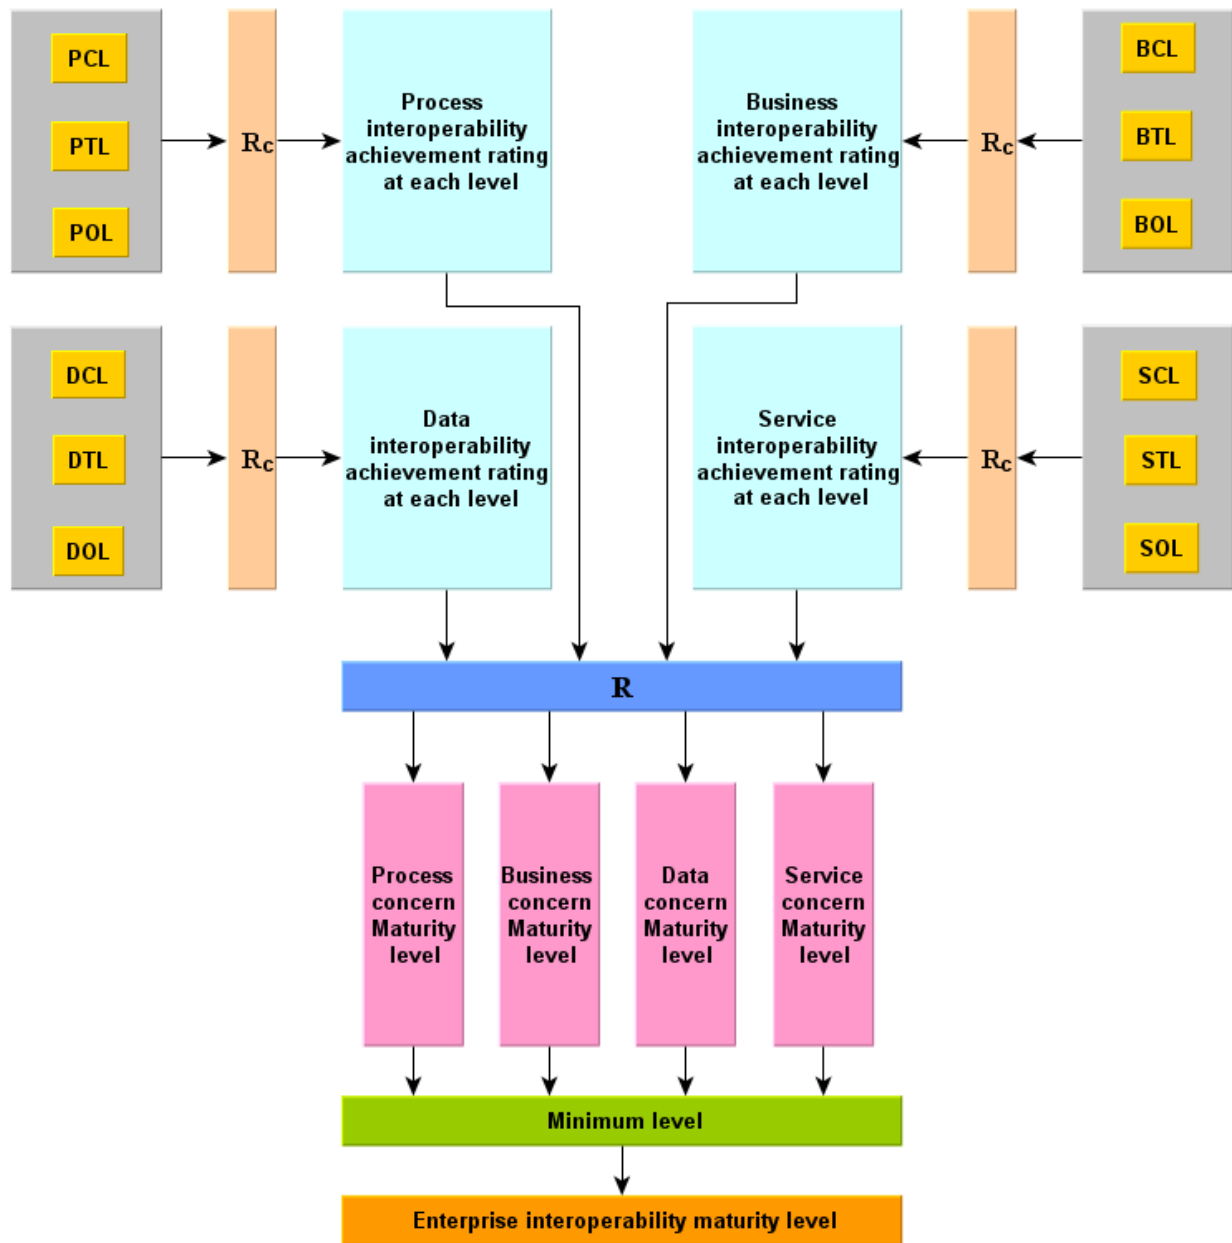 PCL
PTL
POL
Rc
Process
interoperability
achievement rating
at each level
Business
interoperability
achievement rating
at each level
Rc
BCL
BTL
BOL
DCL
DTL
DOL
Rc
Data
interoperability
achievement rating
at each level
Service
interoperability
achievement rating
at each level
Rc
SCL
STL
SOL
R
Process
concern
Maturity
level
Business
concern
Maturity
level
Data
concern
Maturity
level
Service
concern
Maturity
level
Minimum level
Enterprise interoperability maturity level